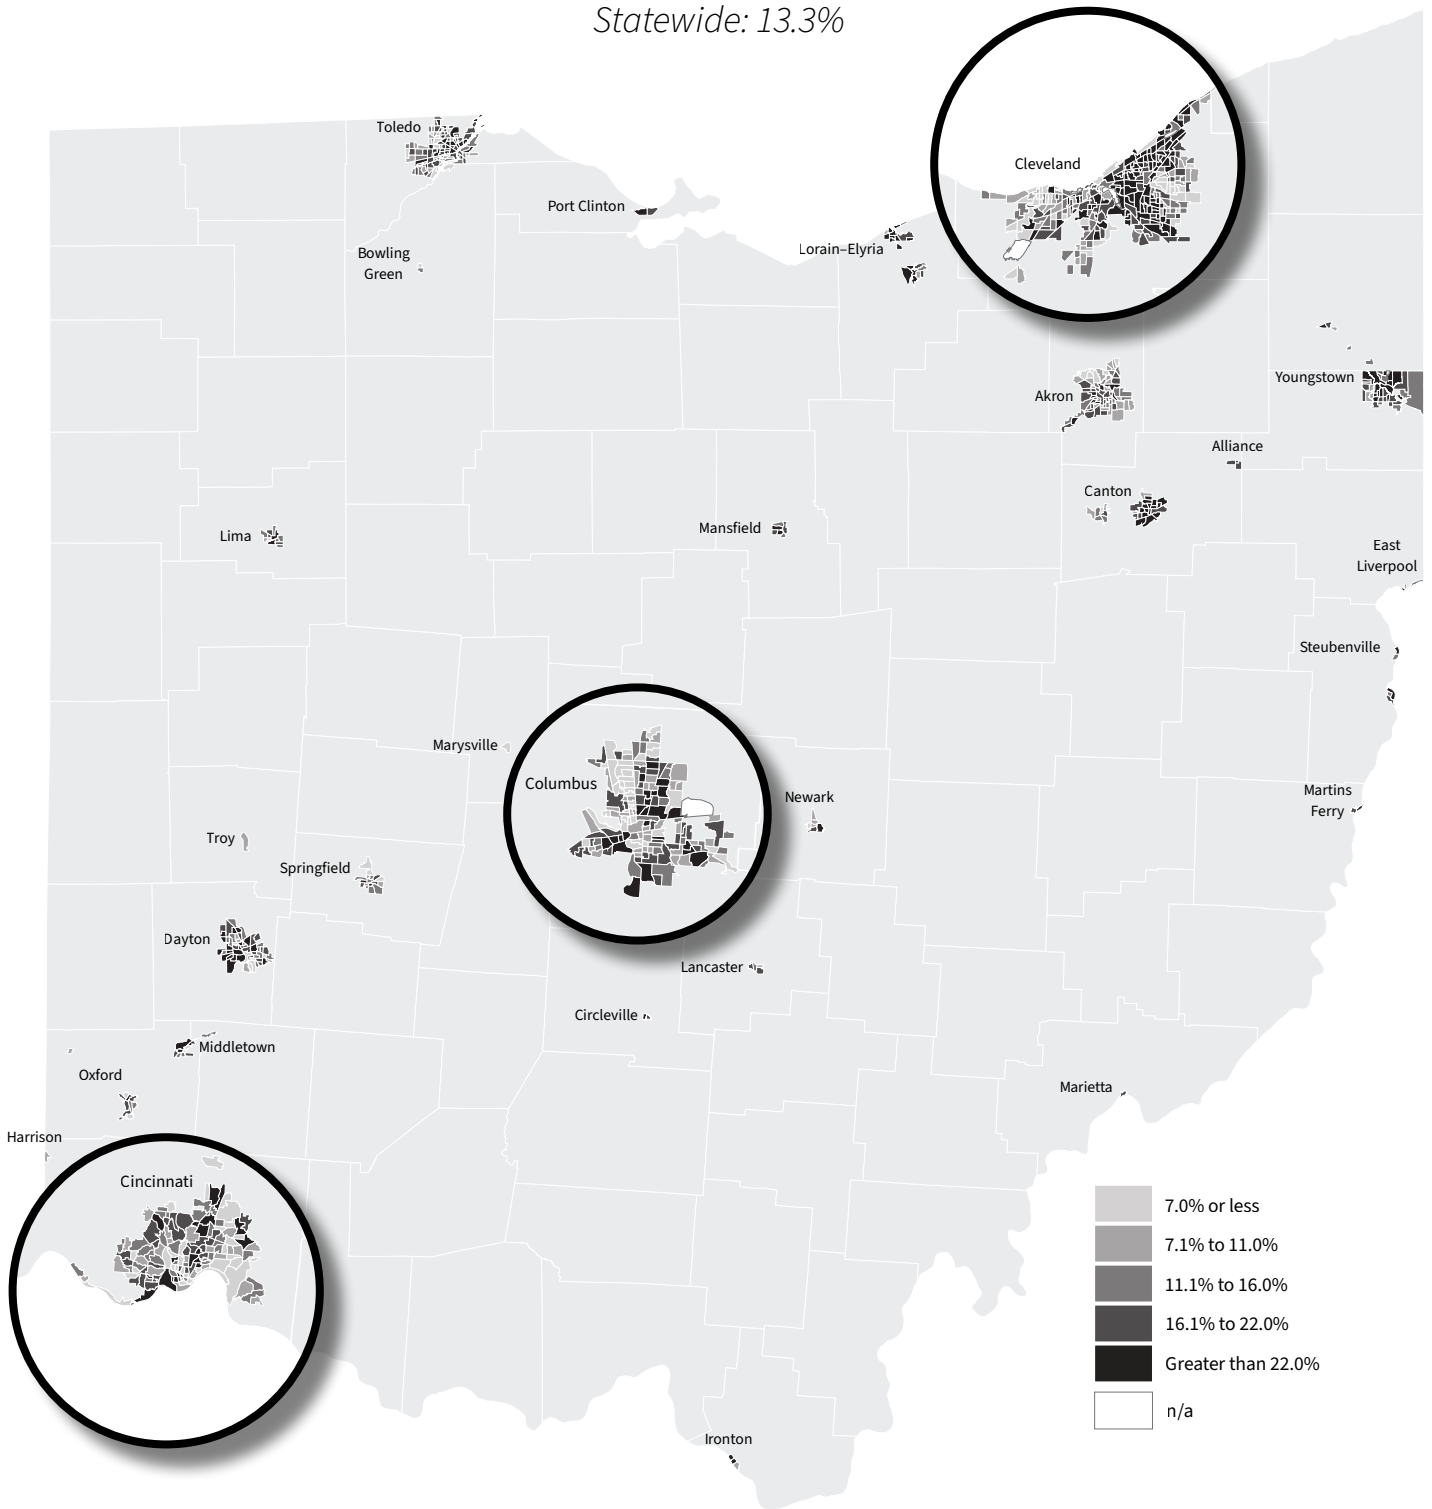 Statewide: 13.3%
Toledo
Cleveland
Port Clinton
Lorain–Elyria
Bowling
Green
Youngstown
Akron
Alliance
Canton
Lima
Mansfield
East
Liverpool
Steubenville
Marysville
Columbus
Newark
Martins
Ferry
Troy
Springfield
Dayton
Lancaster
Circleville
Middletown
Oxford
Marietta
Harrison
Cincinnati
7.0% or less
7.1% to 11.0%
11.1% to 16.0%
16.1% to 22.0%
Greater than 22.0%
n/a
Ironton